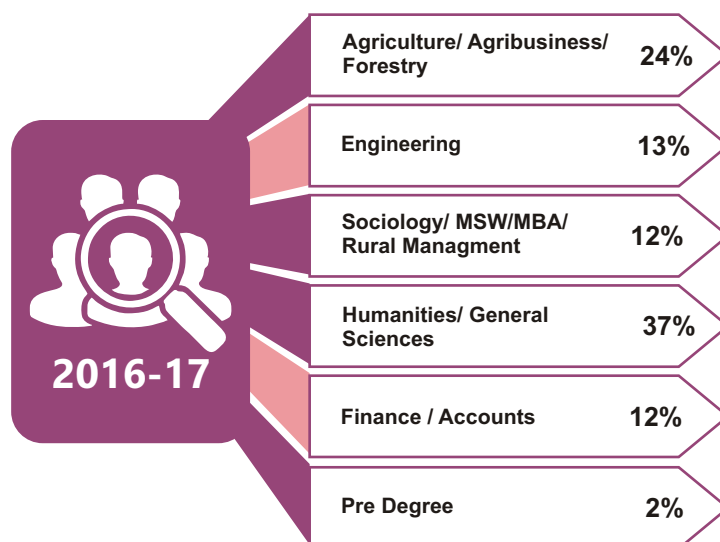 Agriculture/ Agribusiness/
Forestry
24%
Engineering
13%
Sociology/ MSW/MBA/
Rural Managment
12%
Humanities/ General
Sciences
37%
2016-17
Finance / Accounts
12%
Pre Degree
2%